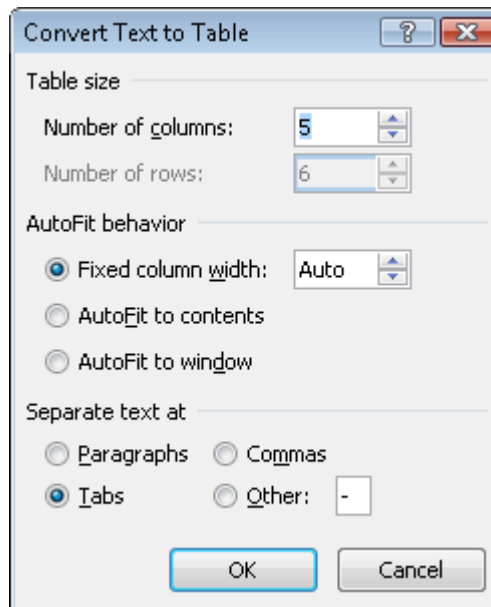 Convert Text to Table ?
Table size
Number of columns: 5
Number of rows: 6
AutoFit behavior
Fixed column width: Auto
AutoFit to contents
AutoFit to window
Separate text at
Paragraphs Commas
Tabs Other: -
OK Cancel